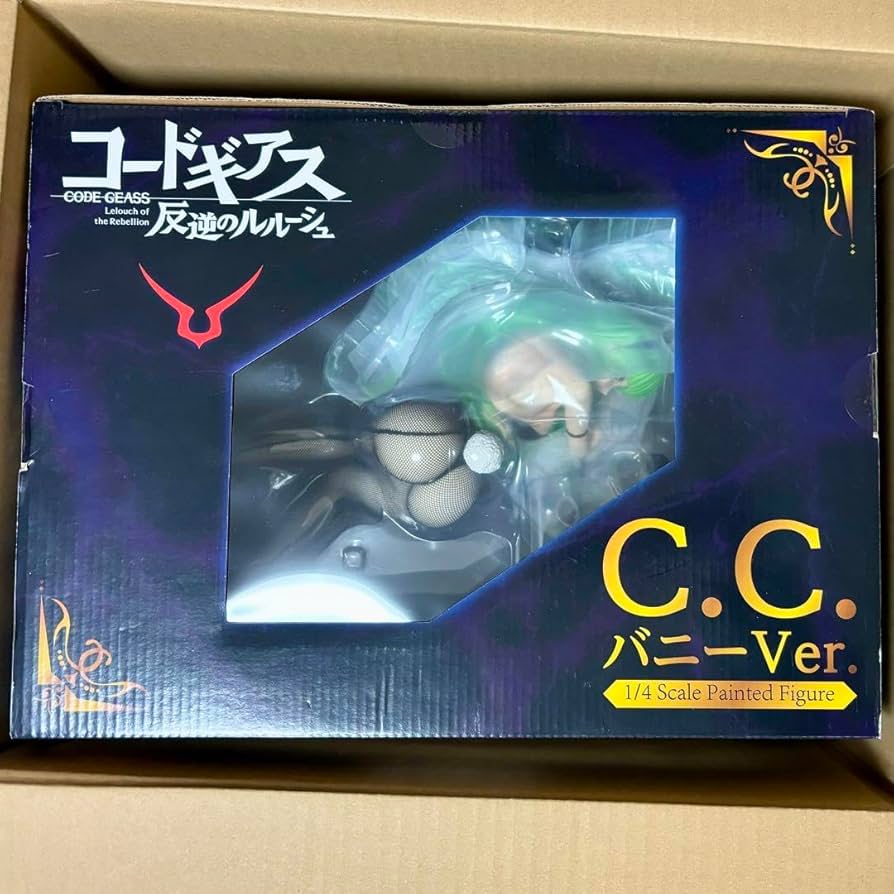 コードギアス
CODE GEASS
Lelouch of
the Rebellion
反逆のルルーシュ
C.C.
バニーVer.
1/4 Scale Painted Figure